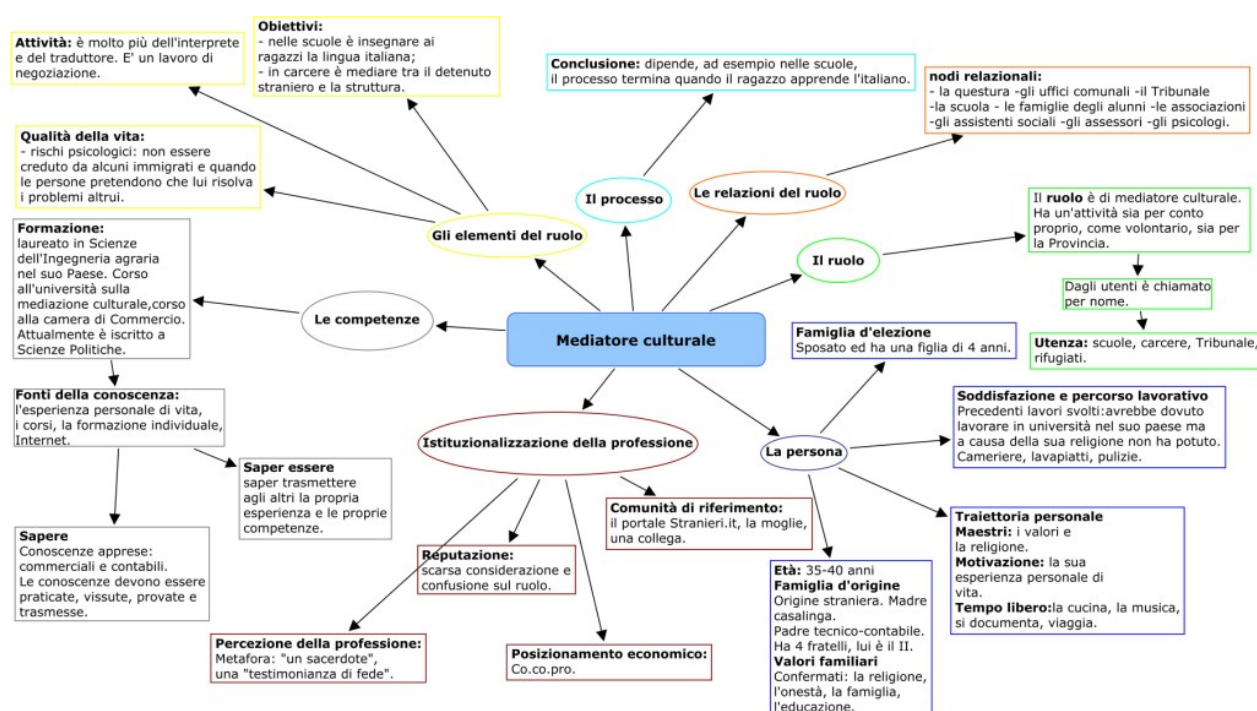 Attività: è molto più dell'interprete
e del traduttore. E' un lavoro di
negoziazione.
Obiettivi:
- nelle scuole è insegnare ai
ragazzi la lingua italiana;
- in carcere è mediare tra il detenuto
straniero e la struttura.
Qualità della vita:
- rischi psicologici: non essere
creduto da alcuni immigrati e quando
le persone pretendono che lui risolva
i problemi altrui.
Gli elementi del ruolo
Conclusione: dipende, ad esempio nelle scuole,
il processo termina quando il ragazzo apprende l'italiano.
Il processo
nodi relazionali:
- la questura -gli uffici comunali -il Tribunale
-la scuola - le famiglie degli alunni -le associazioni
-gli assistenti sociali -gli assessori -gli psicologi.
Le relazioni del ruolo
Il ruolo
Il ruolo è di mediatore culturale.
Ha un'attività sia per conto
proprio, come volontario, sia per
la Provincia.
Dagli utenti è chiamato
per nome.
Utenza: scuole, carcere, Tribunale,
rifugiati.
Mediatore culturale
Le competenze
Formazione:
laureato in Scienze
dell'Ingegneria agraria
nel suo Paese. Corso
all'università sulla
mediazione culturale,corso
alla camera di Commercio.
Attualmente è iscritto a
Scienze Politiche.
Fonti della conoscenza:
l'esperienza personale di vita,
i corsi, la formazione individuale,
Internet.
Saper essere
saper trasmettere
agli altri la propria
esperienza e le proprie
competenze.
Sapere
Conoscenze apprese:
commerciali e contabili.
Le conoscenze devono essere
praticate, vissute, provate e
trasmesse.
Istituzionalizzazione della professione
Percezione della professione:
Metafora: "un sacerdote",
una "testimonianza di fede".
Reputazione:
scarsa considerazione e
confusione sul ruolo.
Posizionamento economico:
Co.co.pro.
Comunità di riferimento:
il portale Stranieri.it, la moglie,
una collega.
La persona
Famiglia d'elezione
Sposato ed ha una figlia di 4 anni.
Soddisfazione e percorso lavorativo
Precedenti lavori svolti:avrebbe dovuto
lavorare in università nel suo paese ma
a causa della sua religione non ha potuto.
Cameriere, lavapiatti, pulizie.
Traiettoria personale
Maestri: i valori e
la religione.
Motivazione: la sua
esperienza personale di
vita.
Tempo libero:la cucina, la musica,
si documenta, viaggia.
Età: 35-40 anni
Famiglia d'origine
Origine straniera. Madre
casalinga.
Padre tecnico-contabile.
Ha 4 fratelli, lui è il II.
Valori familiari
Confermati: la religione,
l'onestà, la famiglia,
l'educazione.